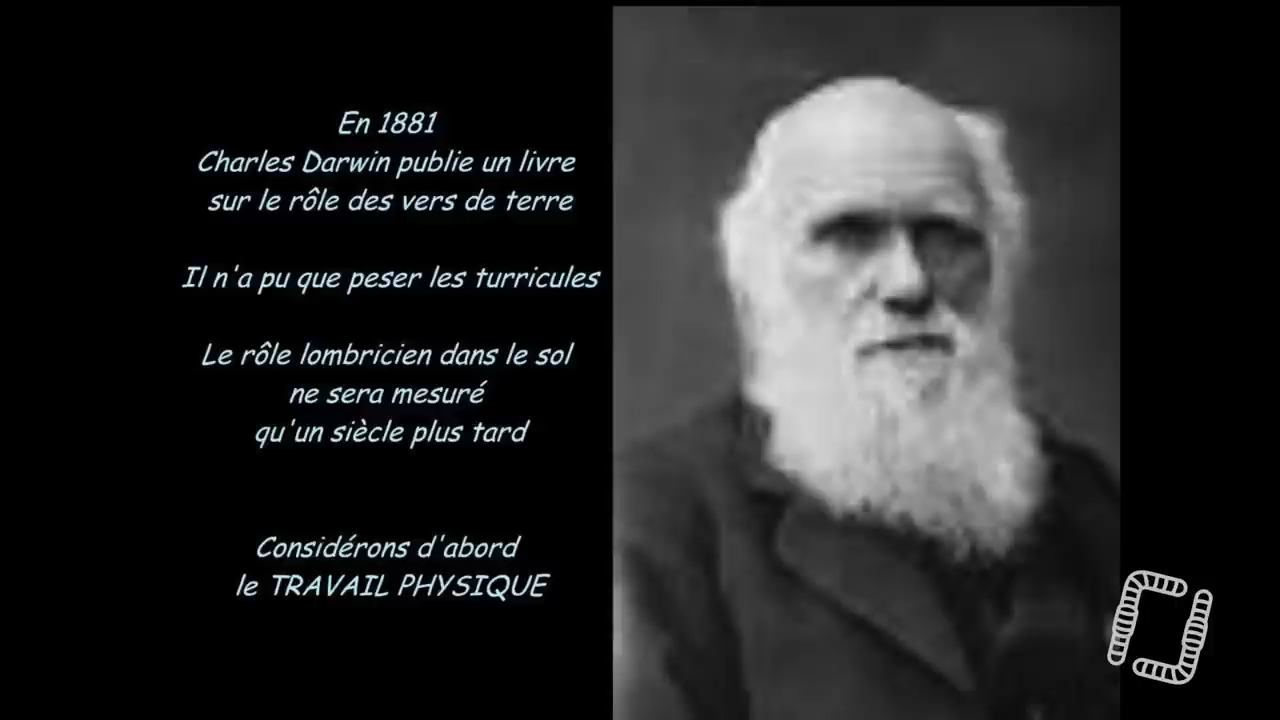 En 1881
Charles Darwin publie un livre
sur le rôle des vers de terre
Il n'a pu que peser les turricules
Le rôle lombricien dans le sol
ne sera mesuré
qu'un siècle plus tard
Considérons d'abord
le TRAVAIL PHYSIQUE